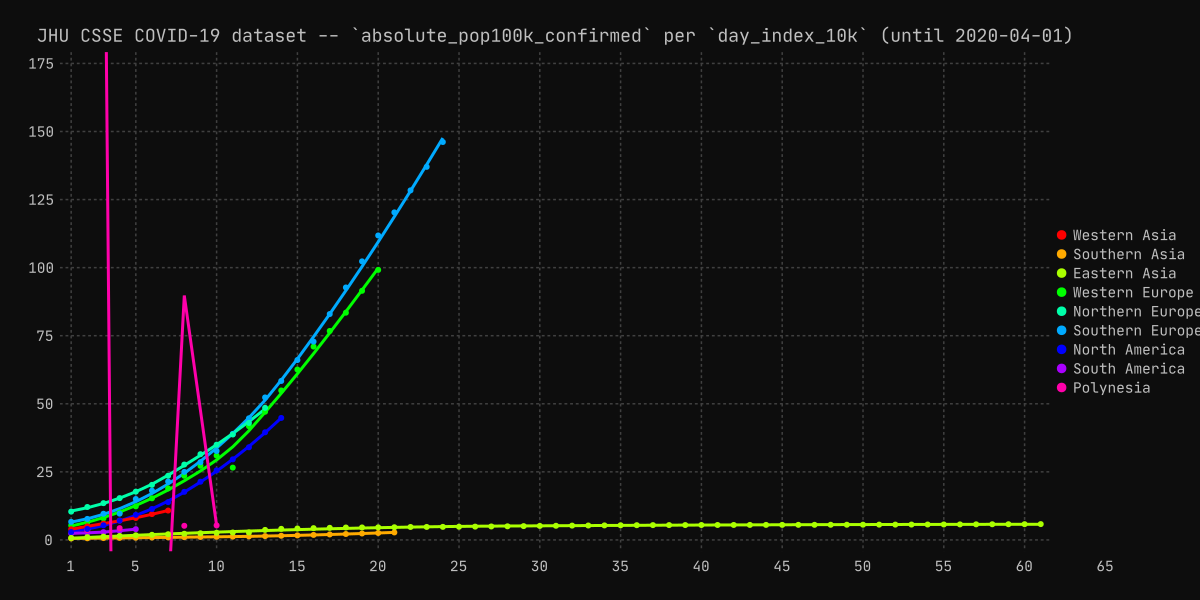 JHU CSSE COVID-19 dataset -- `absolute_pop100k_confirmed` per `day_index_10k` (until 2020-04-01)
175
150
125
100
75
50
25
0
1 5 10 15 20 25 30 35 40 45 50 55 60 65
Western Asia
Southern Asia
Eastern Asia
Western Europe
Northern Europe
Southern Europe
North America
South America
Polynesia